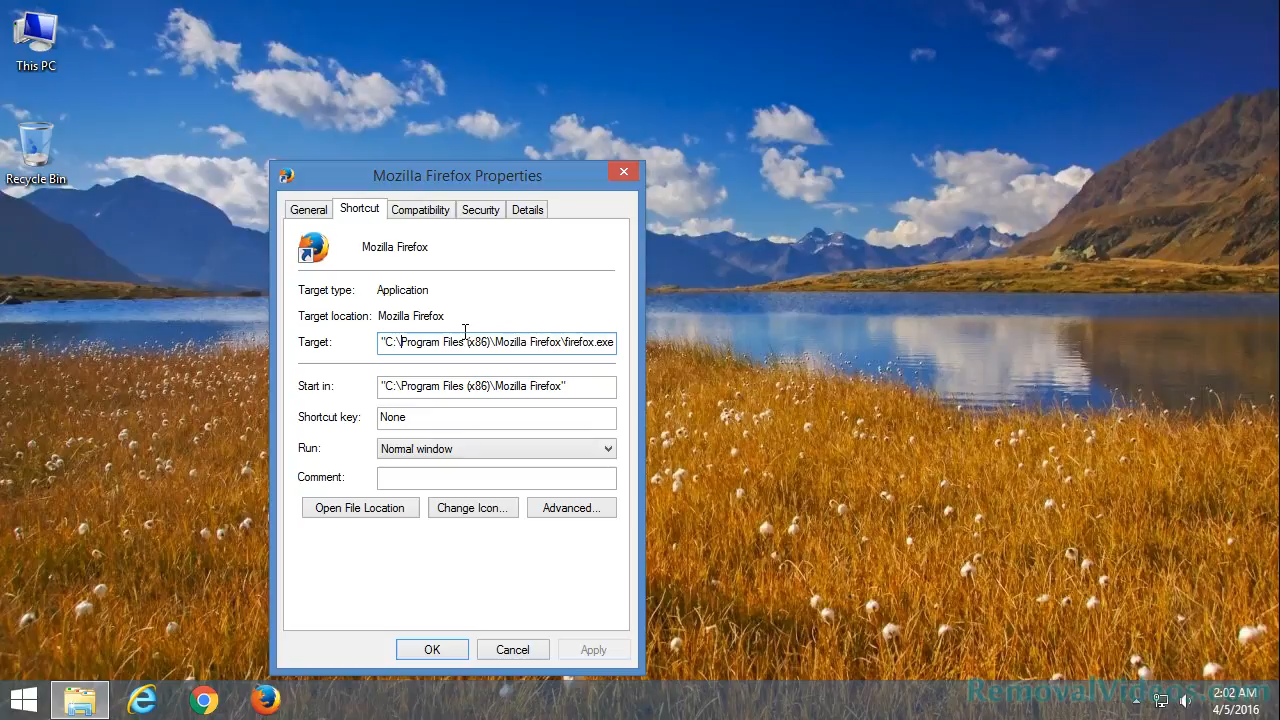 This PC
Recycle Bin
Mozilla Firefox Properties
General
Shortcut
Compatibility
Security
Details
Mozilla Firefox
Target type: Application
Target location: Mozilla Firefox
Target: "C:\Program Files (x86)\Mozilla Firefox\firefox.exe
Start in: "C:\Program Files (x86)\Mozilla Firefox"
Shortcut key: None
Run: Normal window
Comment:
Open File Location
Change Icon...
Advanced...
OK
Cancel
Apply
RemovalVideos.com
2:02 AM
4/5/2016